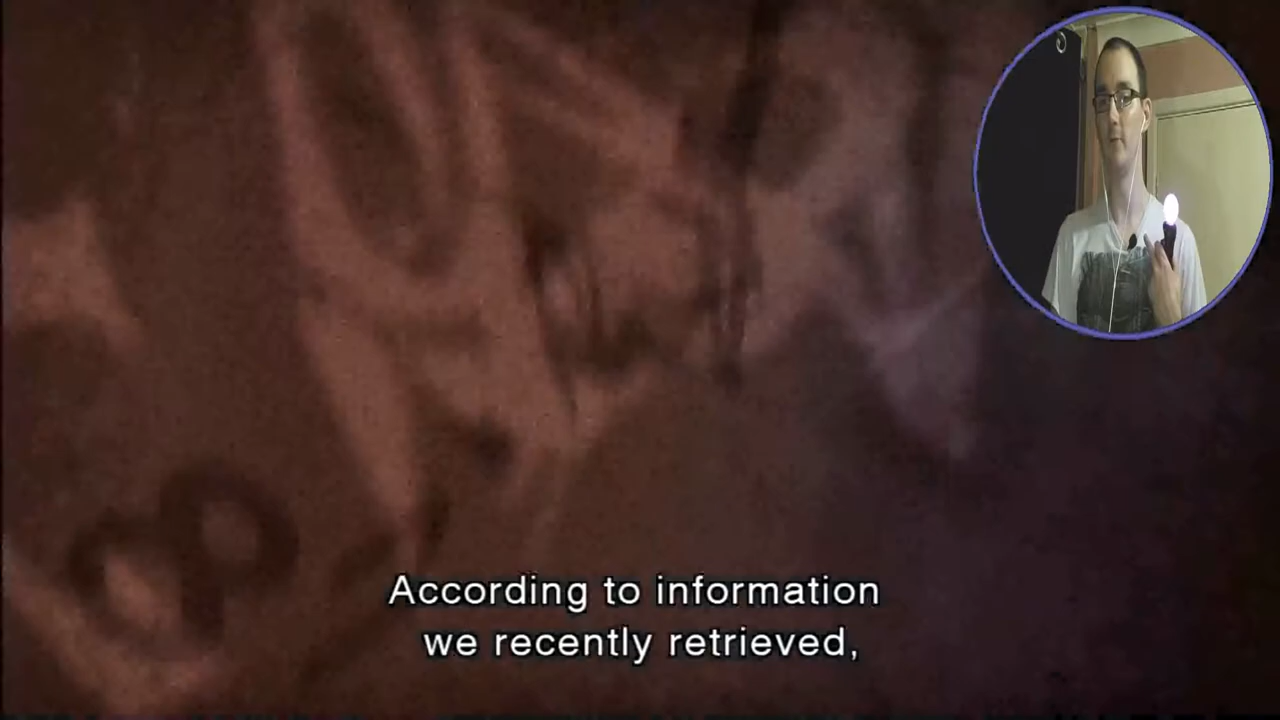 According to information
we recently retrieved,